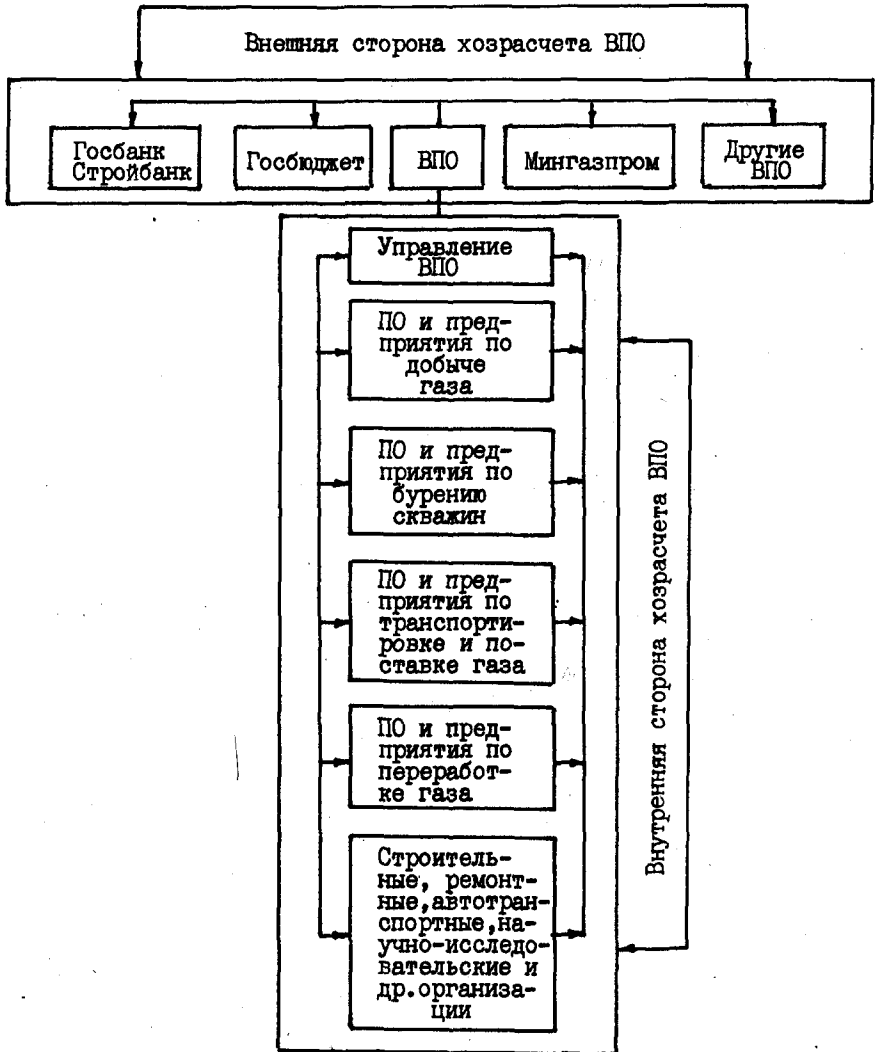 Внешняя сторона хозрасчета ВПО
Госбанк
Стройбанк
Госбюджет
ВПО
Мингазпром
Другие
ВПО
Управление
ВПО
ПО и пред-
приятия по
добыче
газа
ПО и пред-
приятия по
бурению
скважин
ПО и пред-
приятия по
транспорти-
ровке и по-
ставке газа
ПО и пред-
приятия по
переработ-
ке газа
Строитель-
ные, ремонт-
ные,автотран-
спортные,на-
учно-исследо-
вательские и
др.организа-
ции
Внутренняя сторона хозрасчета ВПО